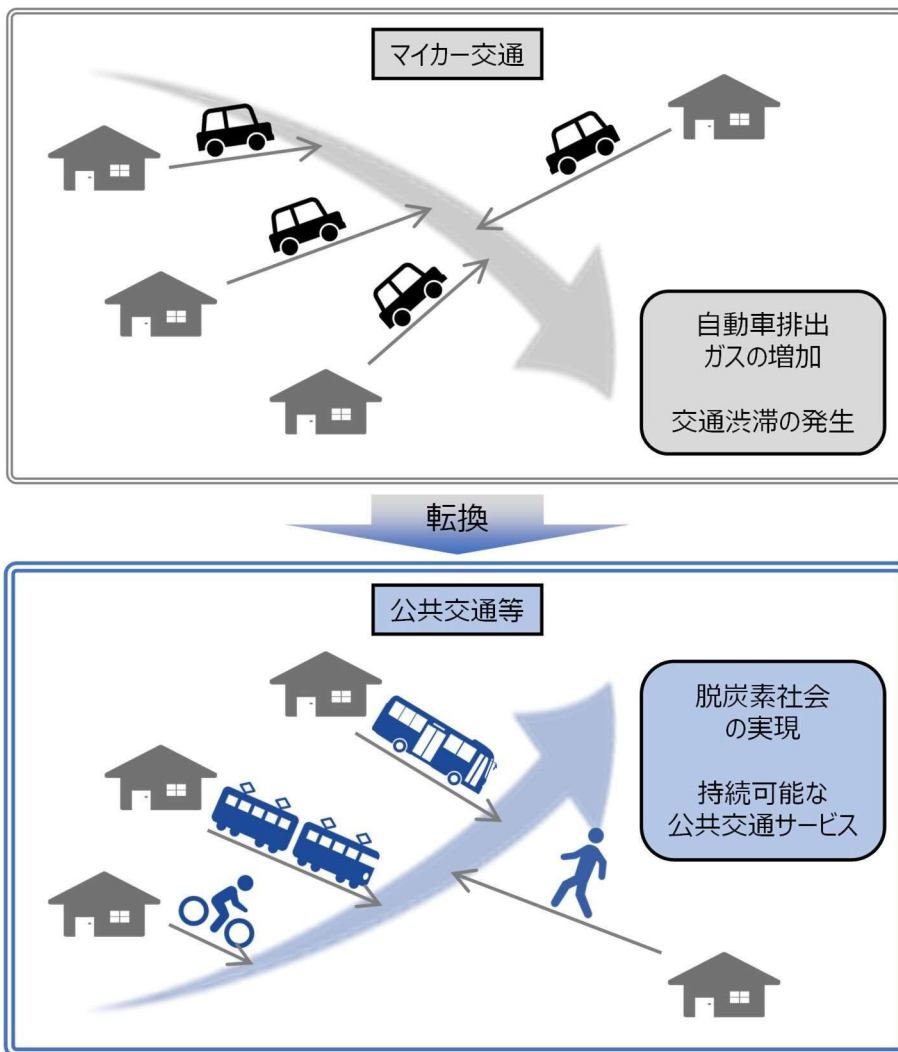 マイカー交通
自動車排出
ガスの増加
交通渋滞の発生
転換
公共交通等
脱炭素社会
の実現
持続可能な
公共交通サービス